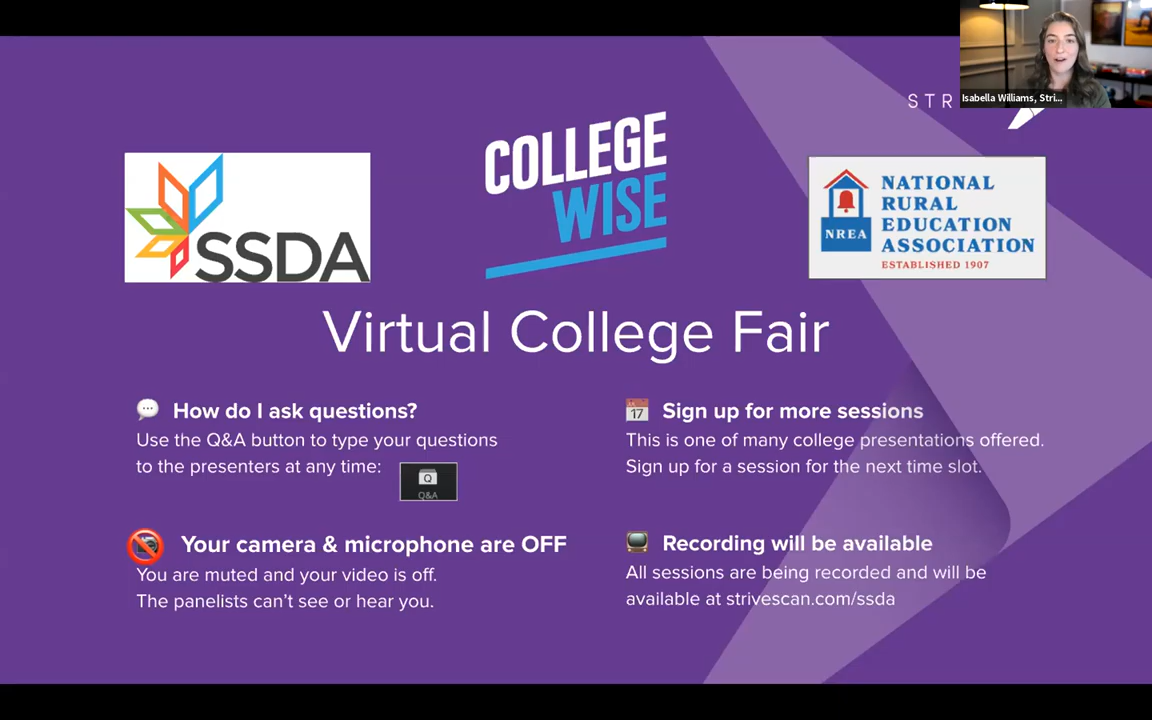 Isabella Williams, Stri...
STR
COLLEGE
WISE
SSDA
NATIONAL
RURAL
EDUCATION
ASSOCIATION
NREA
ESTABLISHED 1907
Virtual College Fair
How do I ask questions?
Use the Q&A button to type your questions
to the presenters at any time:
Q
Q&A
17
Sign up for more sessions
This is one of many college presentations offered.
Sign up for a session for the next time slot.
Your camera & microphone are OFF
You are muted and your video is off.
The panelists can't see or hear you.
Recording will be available
All sessions are being recorded and will be
available at strivescan.com/ssda